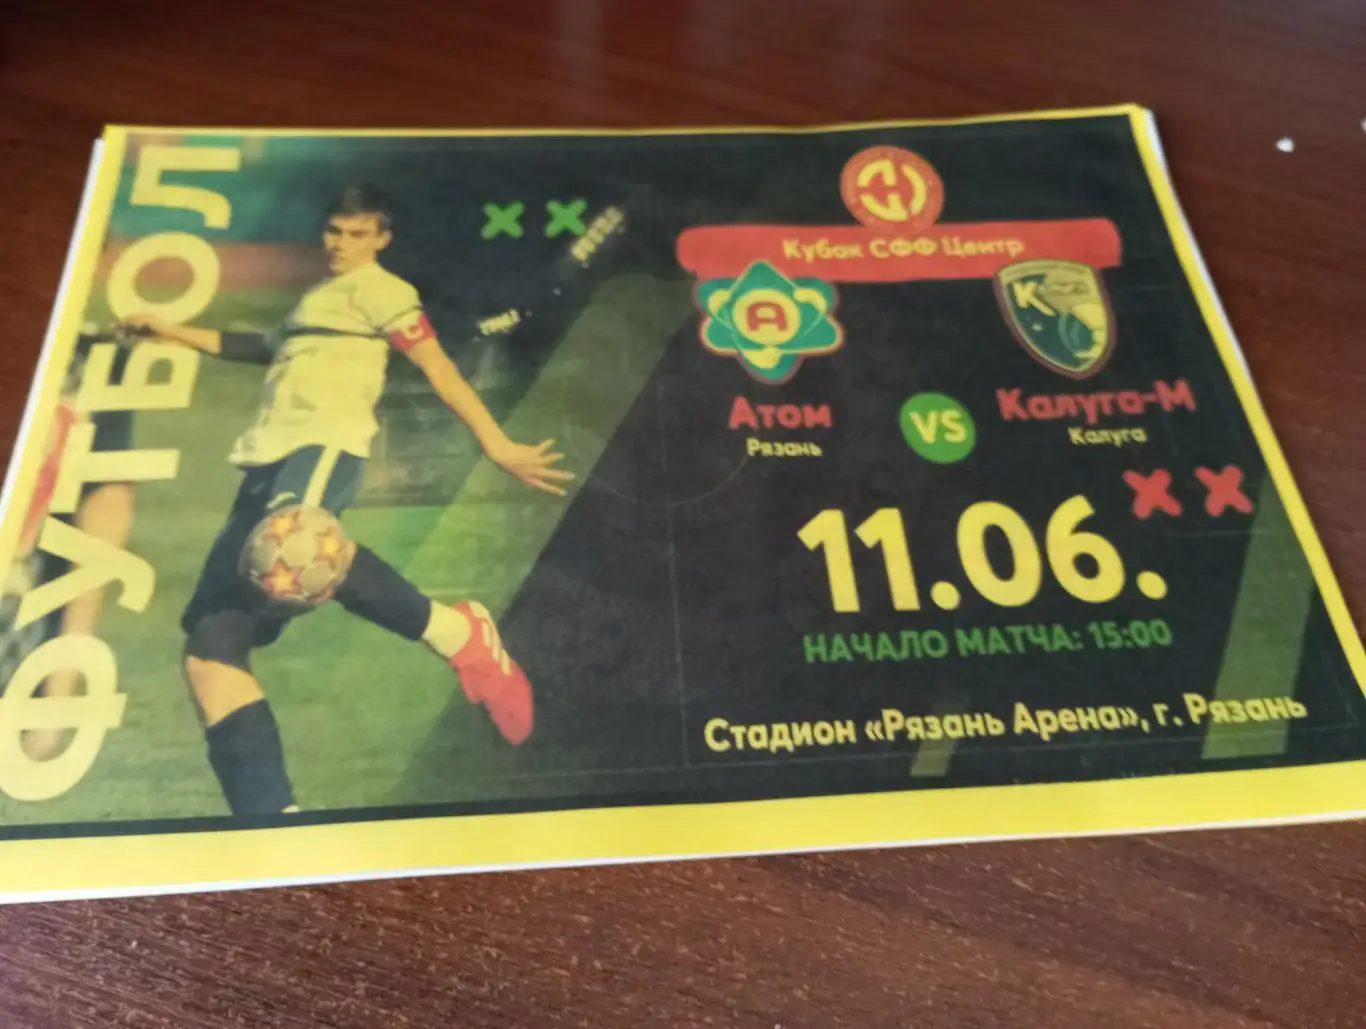 ФУТБОЛ
Кубок СФФ Центр
А
К
Атом
Рязань
VS
Калуга-М
Калуга
11.06.
НАЧАЛО МАТЧА: 15:00
Стадион «Рязань Арена», г. Рязань